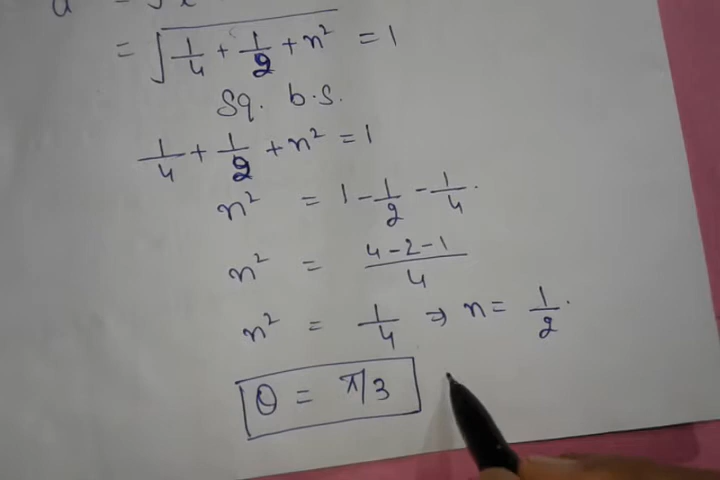 = √(1/4 + 1/2 + n²) = 1
Sq. b.s.
1/4 + 1/2 + n² = 1
n² = 1 - 1/2 - 1/4.
n² = (4-2-1)/4
n² = 1/4 ⇒ n = 1/2.
θ = π/3